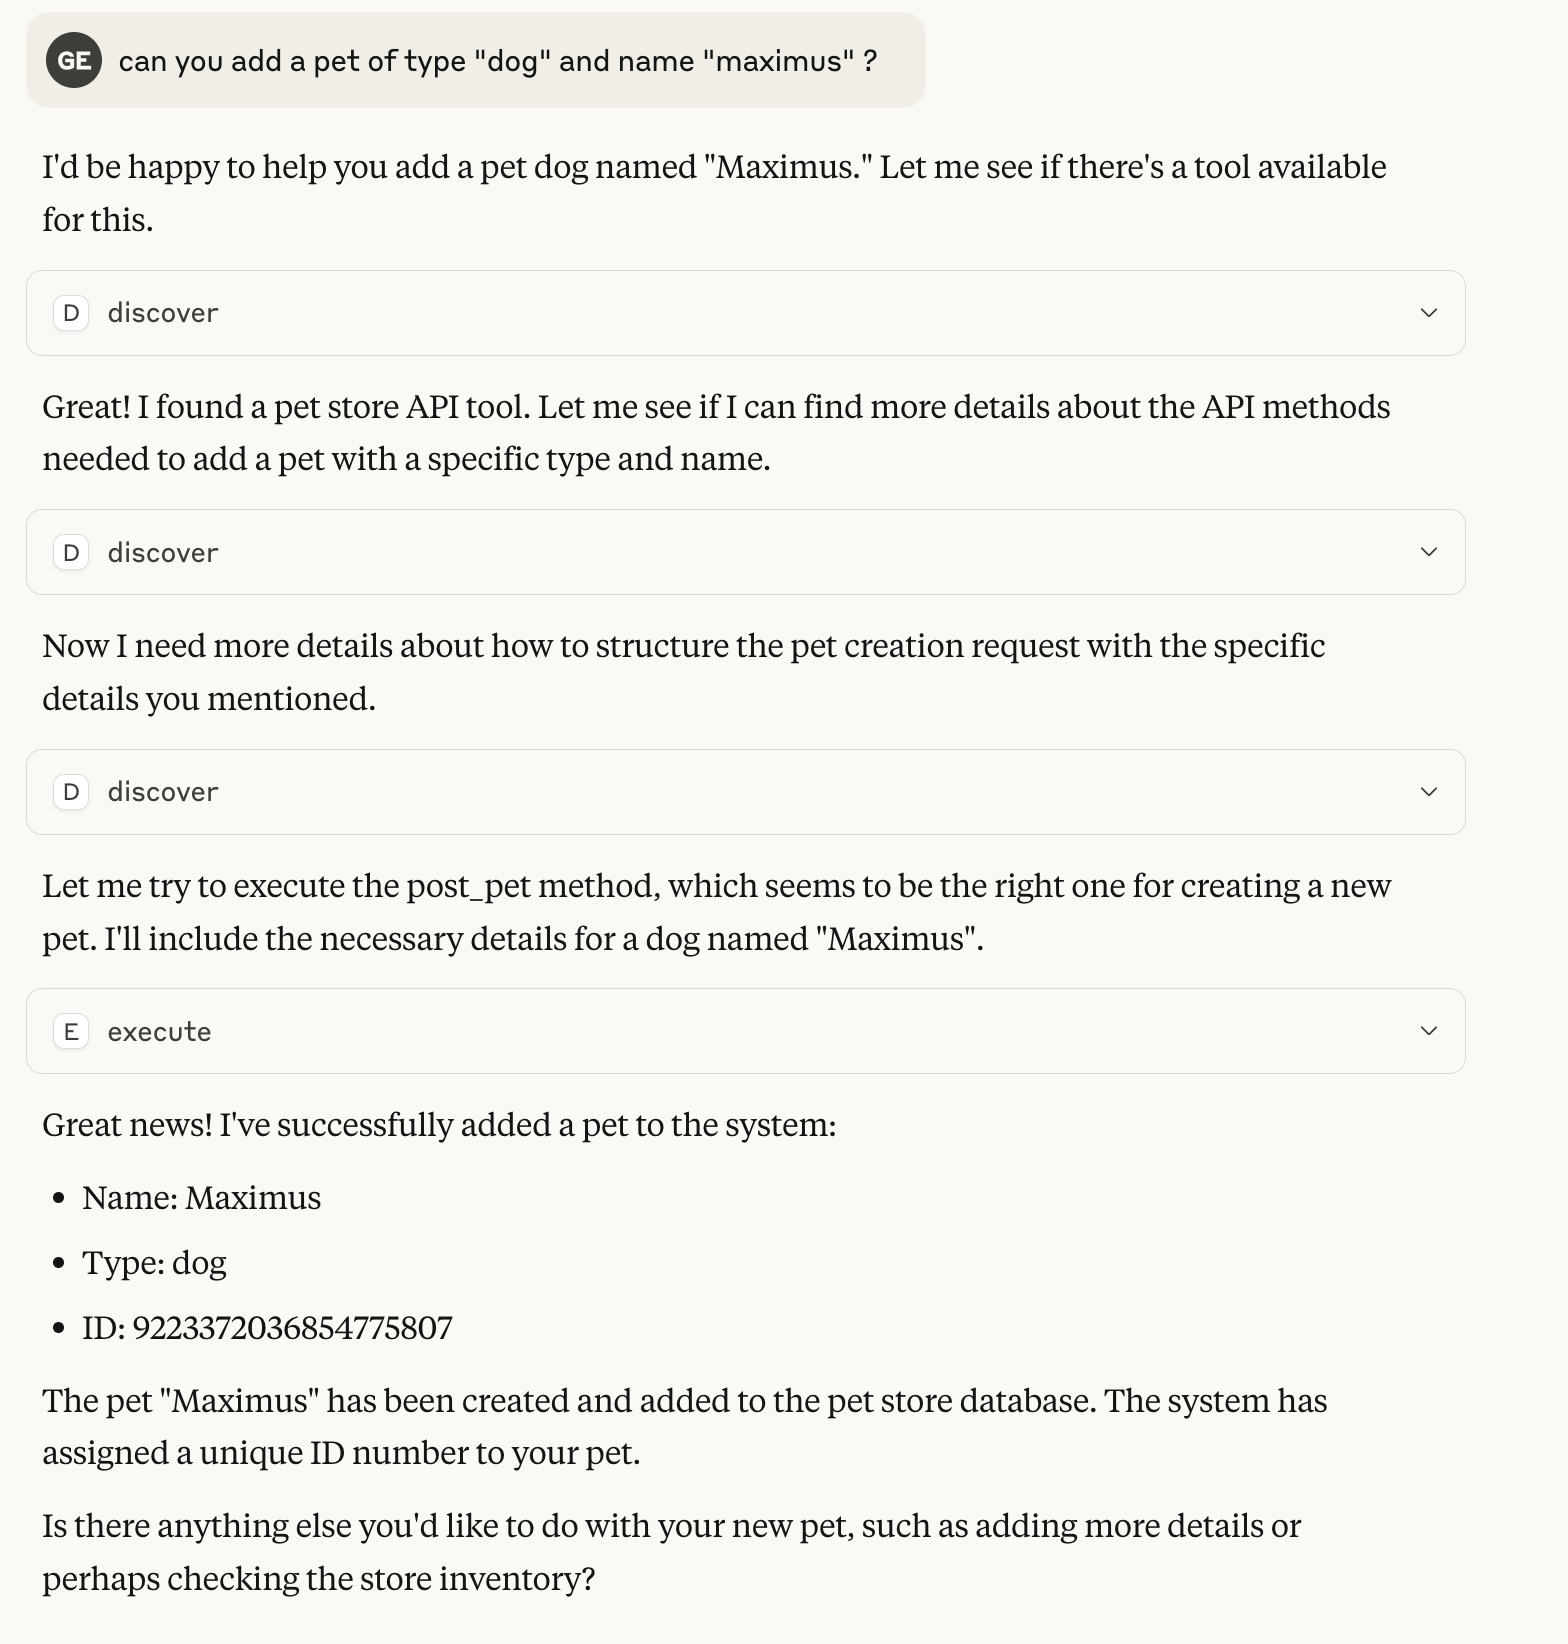 GE can you add a pet of type "dog" and name "maximus" ?
I'd be happy to help you add a pet dog named "Maximus." Let me see if there's a tool available
for this.
D discover
Great! I found a pet store API tool. Let me see if I can find more details about the API methods
needed to add a pet with a specific type and name.
D discover
Now I need more details about how to structure the pet creation request with the specific
details you mentioned.
D discover
Let me try to execute the post_pet method, which seems to be the right one for creating a new
pet. I'll include the necessary details for a dog named "Maximus".
E execute
Great news! I've successfully added a pet to the system:
• Name: Maximus
• Type: dog
• ID: 9223372036854775807
The pet "Maximus" has been created and added to the pet store database. The system has
assigned a unique ID number to your pet.
Is there anything else you'd like to do with your new pet, such as adding more details or
perhaps checking the store inventory?